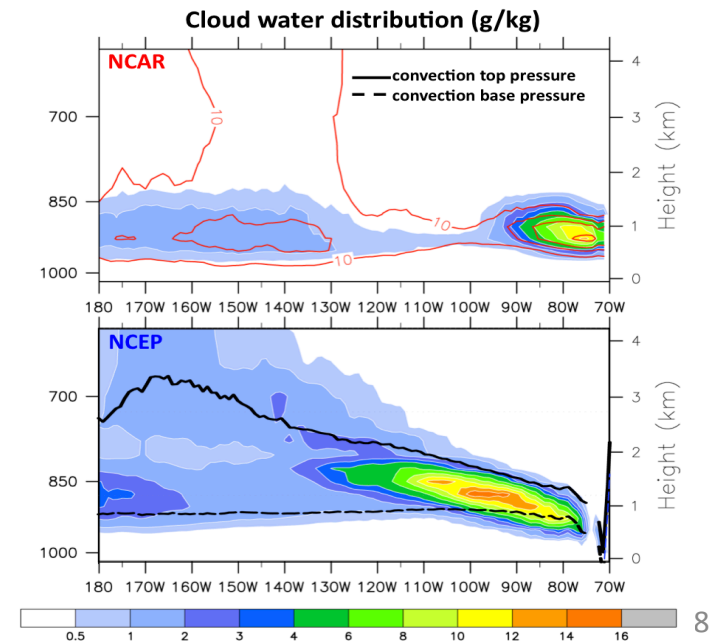 Cloud water distribution (g/kg)
NCAR
convection top pressure
convection base pressure
10
10
10
700
850
1000
4
3
2
1
0
Height (km)
180 170W 160W 150W 140W 130W 120W 110W 100W 90W 80W 70W
NCEP
700
850
1000
4
3
2
1
0
Height (km)
180 170W 160W 150W 140W 130W 120W 110W 100W 90W 80W 70W
0.5 1 2 3 4 6 8 10 12 14 16
8